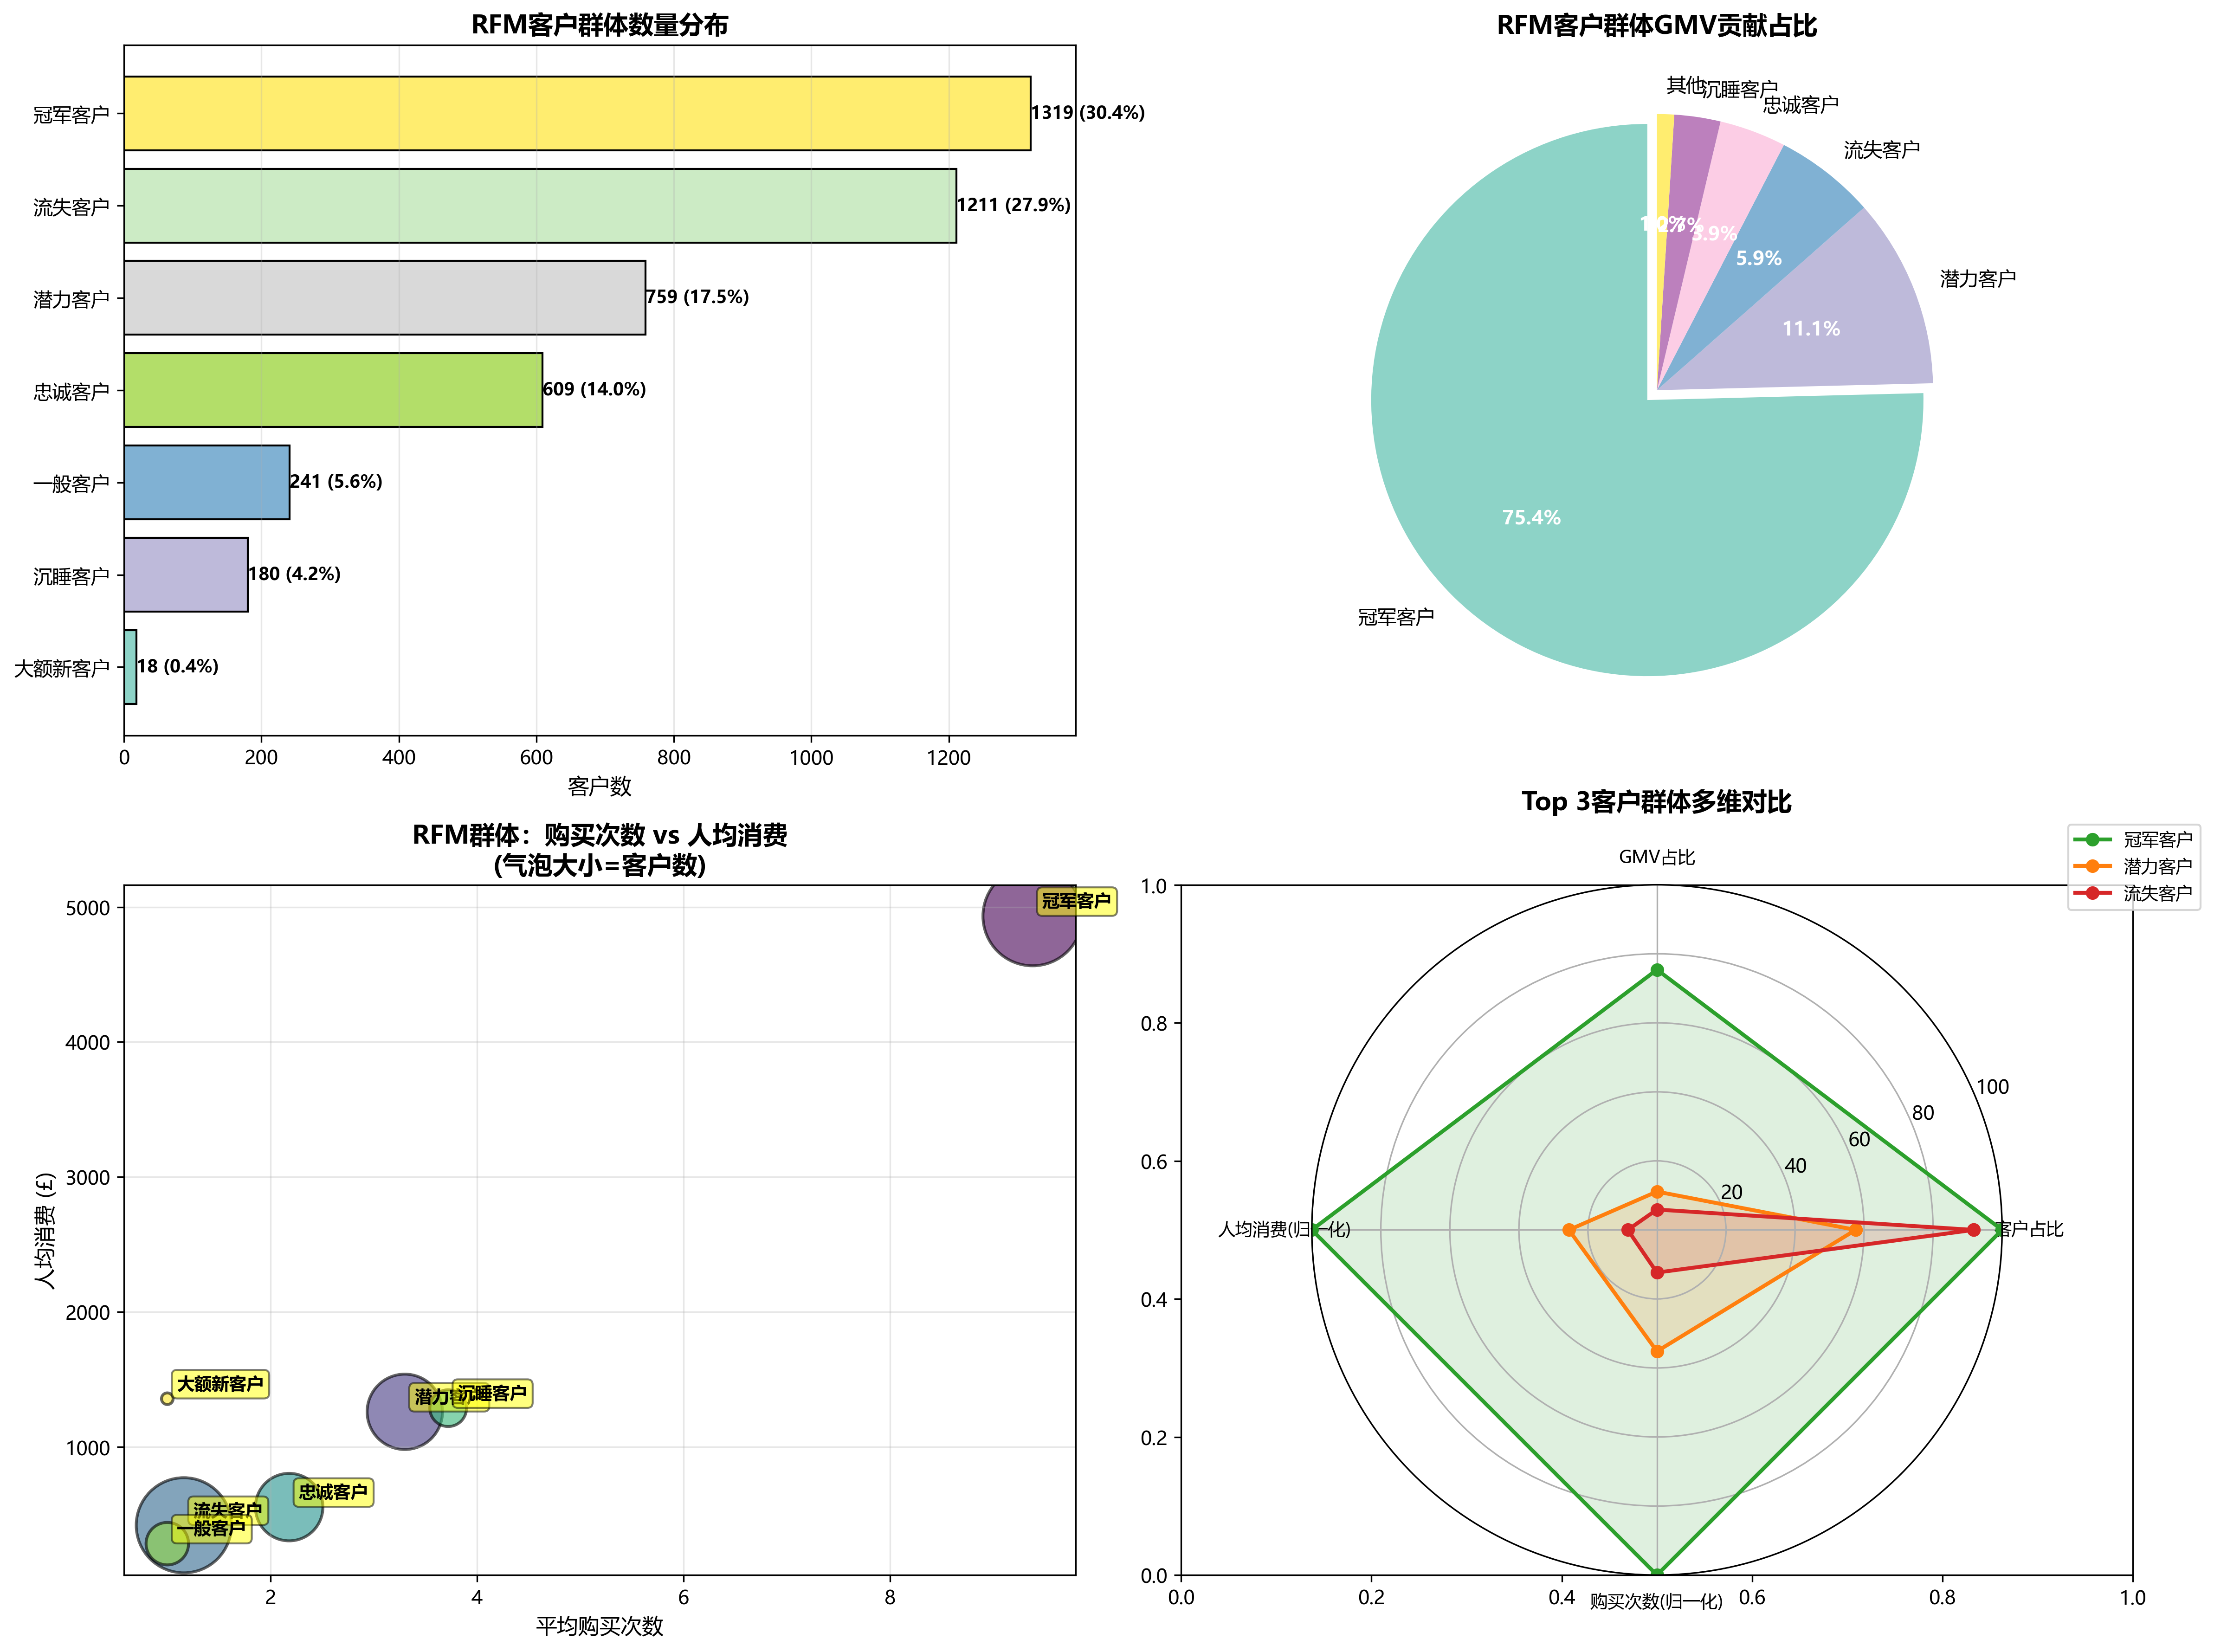 RFM客户群体数量分布
冠军客户
1319 (30.4%)
流失客户
1211 (27.9%)
潜力客户
759 (17.5%)
忠诚客户
609 (14.0%)
一般客户
241 (5.6%)
沉睡客户
180 (4.2%)
大额新客户
18 (0.4%)
0 200 400 600 800 1000 1200
客户数
RFM客户群体GMV贡献占比
其他
沉睡客户
忠诚客户
流失客户
潜力客户
冠军客户
3.9%
5.9%
11.1%
75.4%
RFM群体：购买次数 vs 人均消费
(气泡大小=客户数)
人均消费 (£)
5000
4000
3000
2000
1000
冠军客户
大额新客户
潜力客户
沉睡客户
忠诚客户
流失客户
一般客户
2 4 6 8
平均购买次数
Top 3客户群体多维对比
冠军客户
潜力客户
流失客户
GMV占比
人均消费(归一化)
客户占比
购买次数(归一化)
100
80
60
40
20
1.0
0.8
0.6
0.4
0.2
0.0
0.0 0.2 0.4 0.6 0.8 1.0